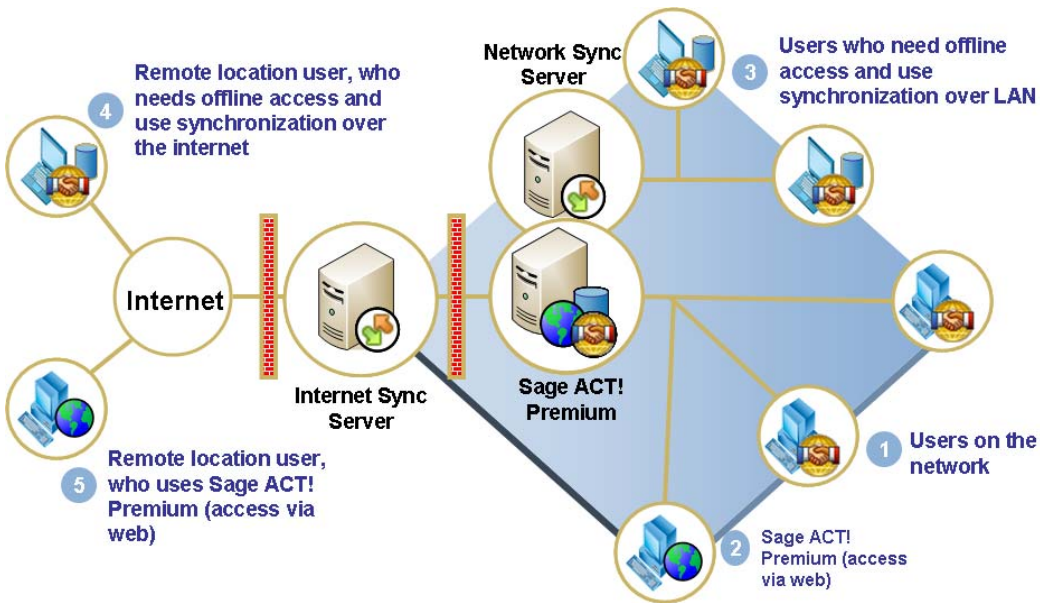 Network Sync
Server
3
Users who need offline
access and use
synchronization over LAN
4
Remote location user, who
needs offline access and
use synchronization over
the internet
Internet
Internet Sync
Server
Sage ACT!
Premium
1
Users on the
network
5
Remote location user,
who uses Sage ACT!
Premium (access via
web)
2
Sage ACT!
Premium (access
via web)